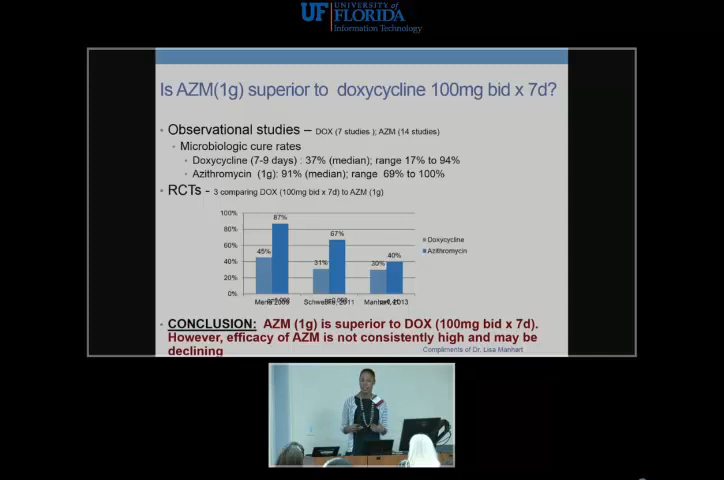 UF UNIVERSITY of
FLORIDA
Information Technology
Is AZM(1g) superior to doxycycline 100mg bid x 7d?
• Observational studies – DOX (7 studies ); AZM (14 studies)
• Microbiologic cure rates
• Doxycycline (7-9 days) : 37% (median); range 17% to 94%
• Azithromycin (1g): 91% (median); range 69% to 100%
• RCTs - 3 comparing DOX (100mg bid x 7d) to AZM (1g)
100%
80%
60%
40%
20%
0%
45%
87%
31%
67%
30%
40%
Mena 2009
Schwebke, 2011
Manhart, 2013
Doxycycline
Azithromycin
• CONCLUSION: AZM (1g) is superior to DOX (100mg bid x 7d).
However, efficacy of AZM is not consistently high and may be
declining
Compliments of Dr. Lisa Manhart